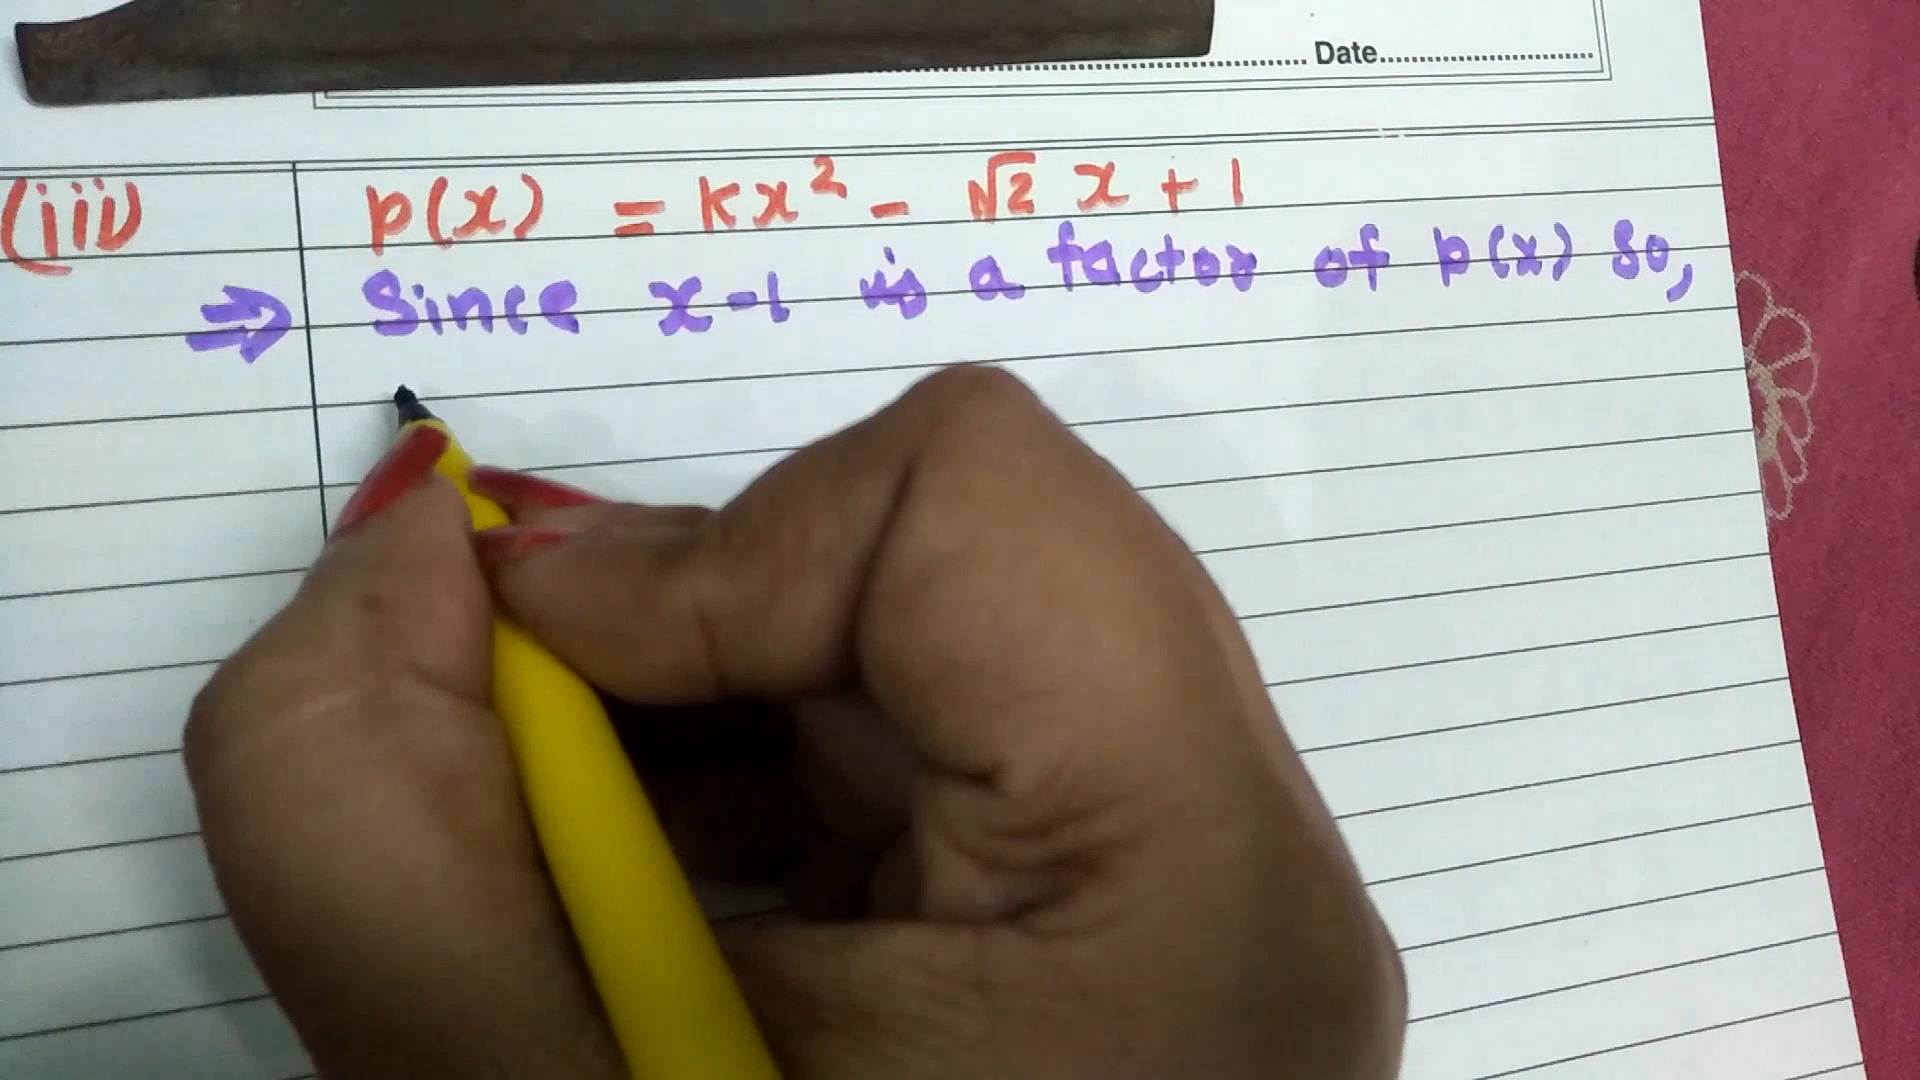 Date
(iii) p(x) = kx² - √2 x + 1
⇒ Since x-1 is a factor of p(x) so,